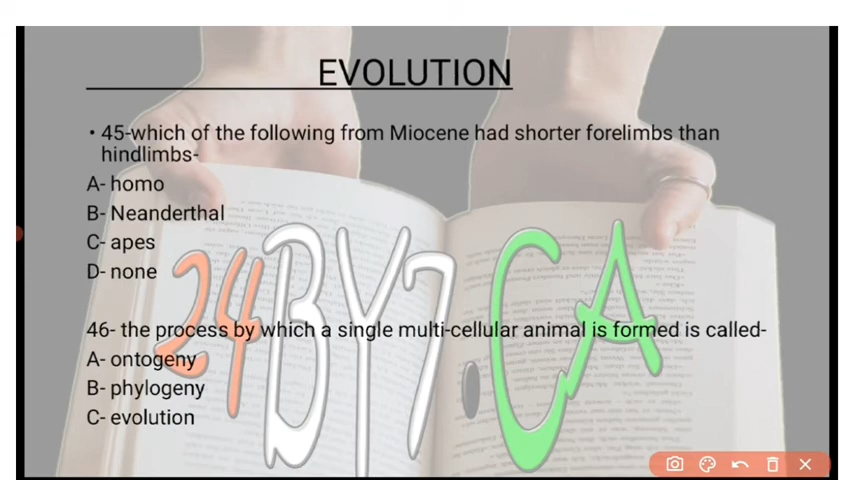 EVOLUTION
• 45-which of the following from Miocene had shorter forelimbs than
hindlimbs-
A- homo
B- Neanderthal
C- apes
D- none
46- the process by which a single multi-cellular animal is formed is called-
A- ontogeny
B- phylogeny
C- evolution
24BY7.CA